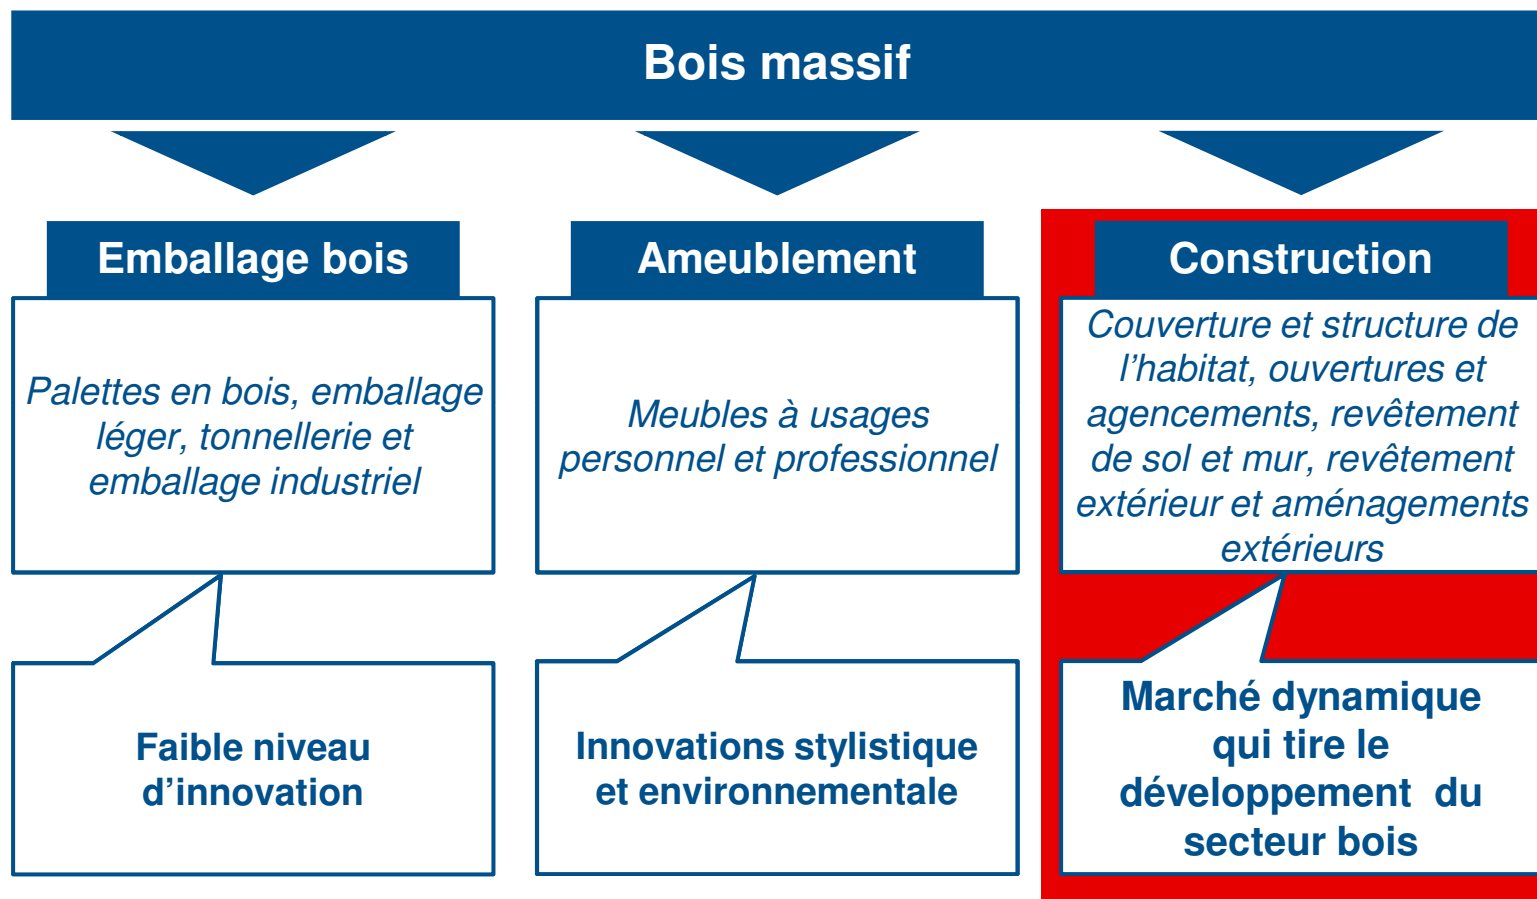 Bois massif
Emballage bois
Palettes en bois, emballage
léger, tonnellerie et
emballage industriel
Faible niveau
d’innovation
Ameublement
Meubles à usages
personnel et professionnel
Innovations stylistique
et environnementale
Construction
Couverture et structure de
l’habitat, ouvertures et
agencements, revêtement
de sol et mur, revêtement
extérieur et aménagements
extérieurs
Marché dynamique
qui tire le
développement  du
secteur bois